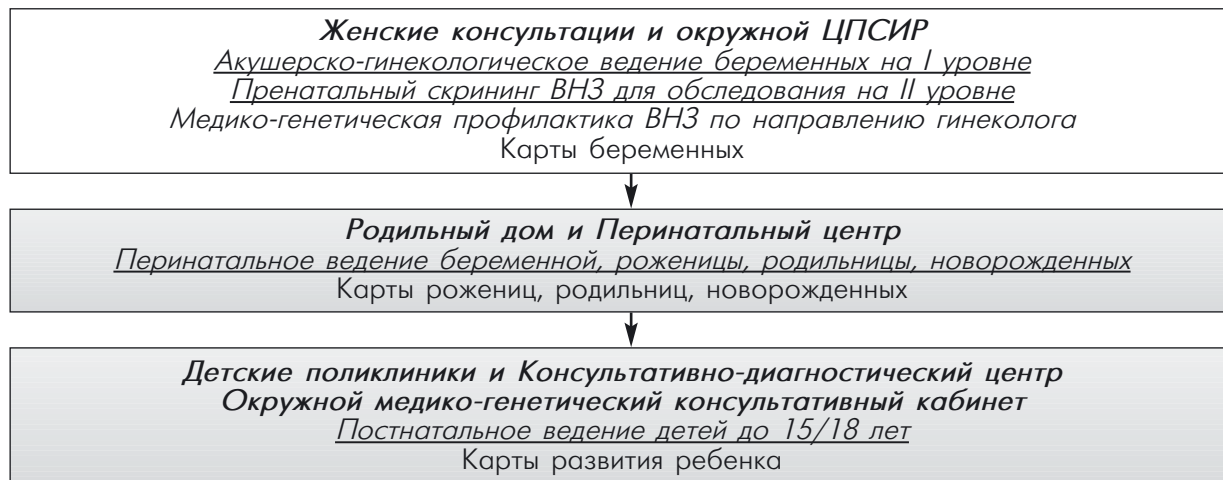 Женские консультации и окружной ЦПСИР
Акушерско-гинекологическое ведение беременных на I уровне
Пренатальный скрининг ВНЗ для обследования на II уровне
Медико-генетическая профилактика ВНЗ по направлению гинеколога
Карты беременных
Родильный дом и Перинатальный центр
Перинатальное ведение беременной, роженицы, родильницы, новорожденных
Карты рожениц, родильниц, новорожденных
Детские поликлиники и Консультативно-диагностический центр
Окружной медико-генетический консультативный кабинет
Постнатальное ведение детей до 15/18 лет
Карты развития ребенка